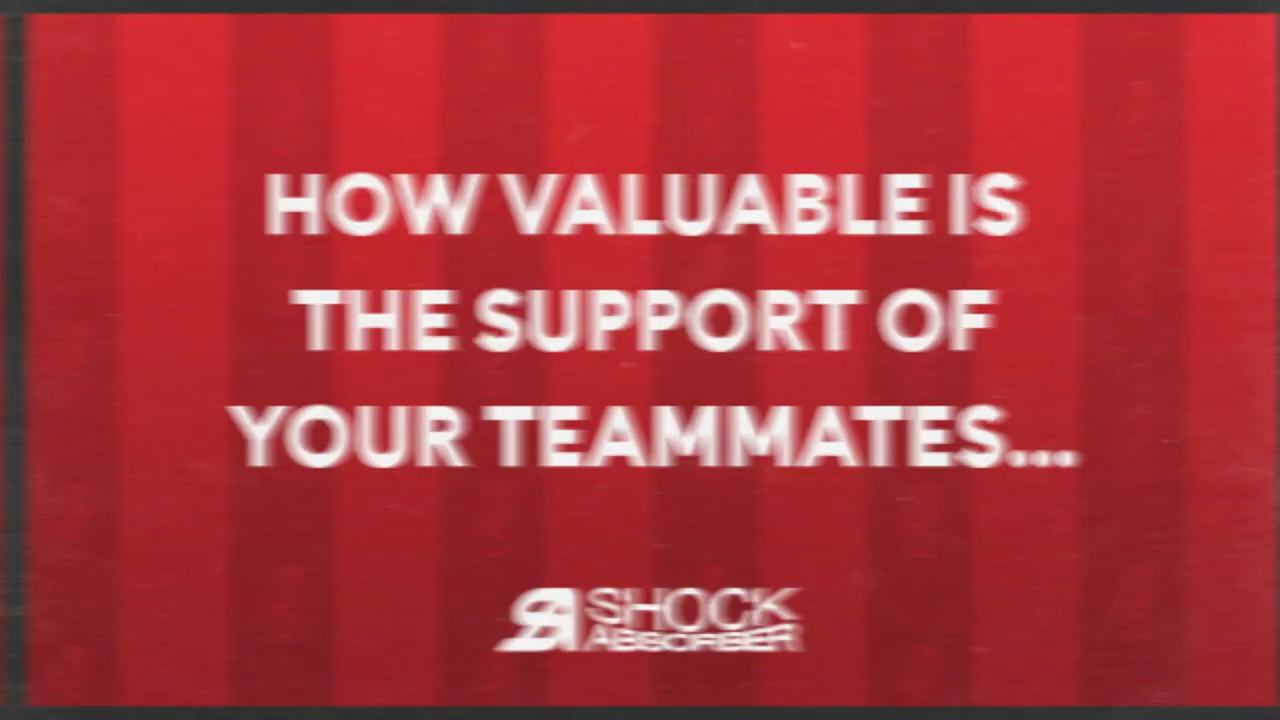 HOW VALUABLE IS
THE SUPPORT OF
YOUR TEAMMATES...
SHOCK
ABSORBER